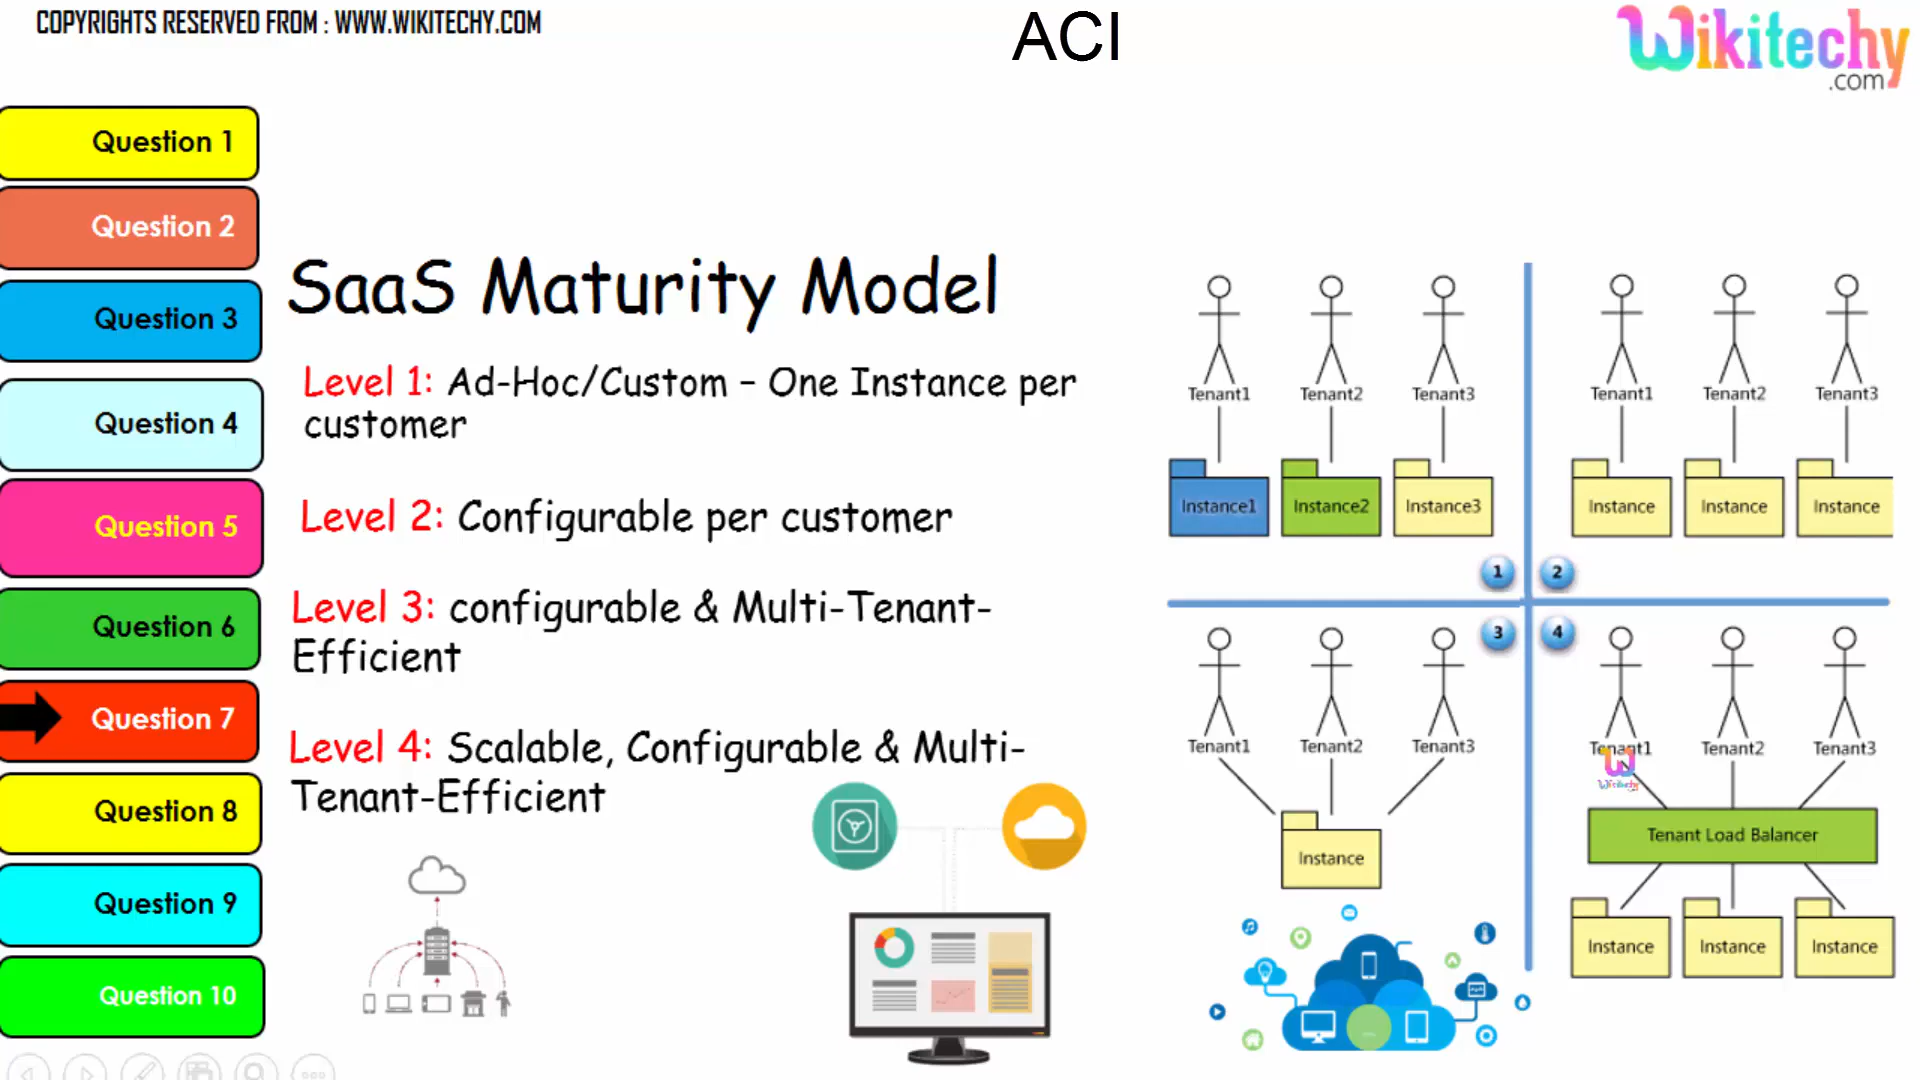 COPYRIGHTS RESERVED FROM : WWW.WIKITECHY.COM
ACI
Wikitechy
.com
Question 1
Question 2
Question 3
Question 4
Question 5
Question 6
Question 7
Question 8
Question 9
Question 10
SaaS Maturity Model
Level 1: Ad-Hoc/Custom – One Instance per
customer
Level 2: Configurable per customer
Level 3: configurable & Multi-Tenant-
Efficient
Level 4: Scalable, Configurable & Multi-
Tenant-Efficient
Tenant1 Tenant2 Tenant3
Instance1 Instance2 Instance3
1
Tenant1 Tenant2 Tenant3
Instance Instance Instance
2
3
Tenant1 Tenant2 Tenant3
Instance
4
Tenant1 Tenant2 Tenant3
Wikitechy
Tenant Load Balancer
Instance Instance Instance